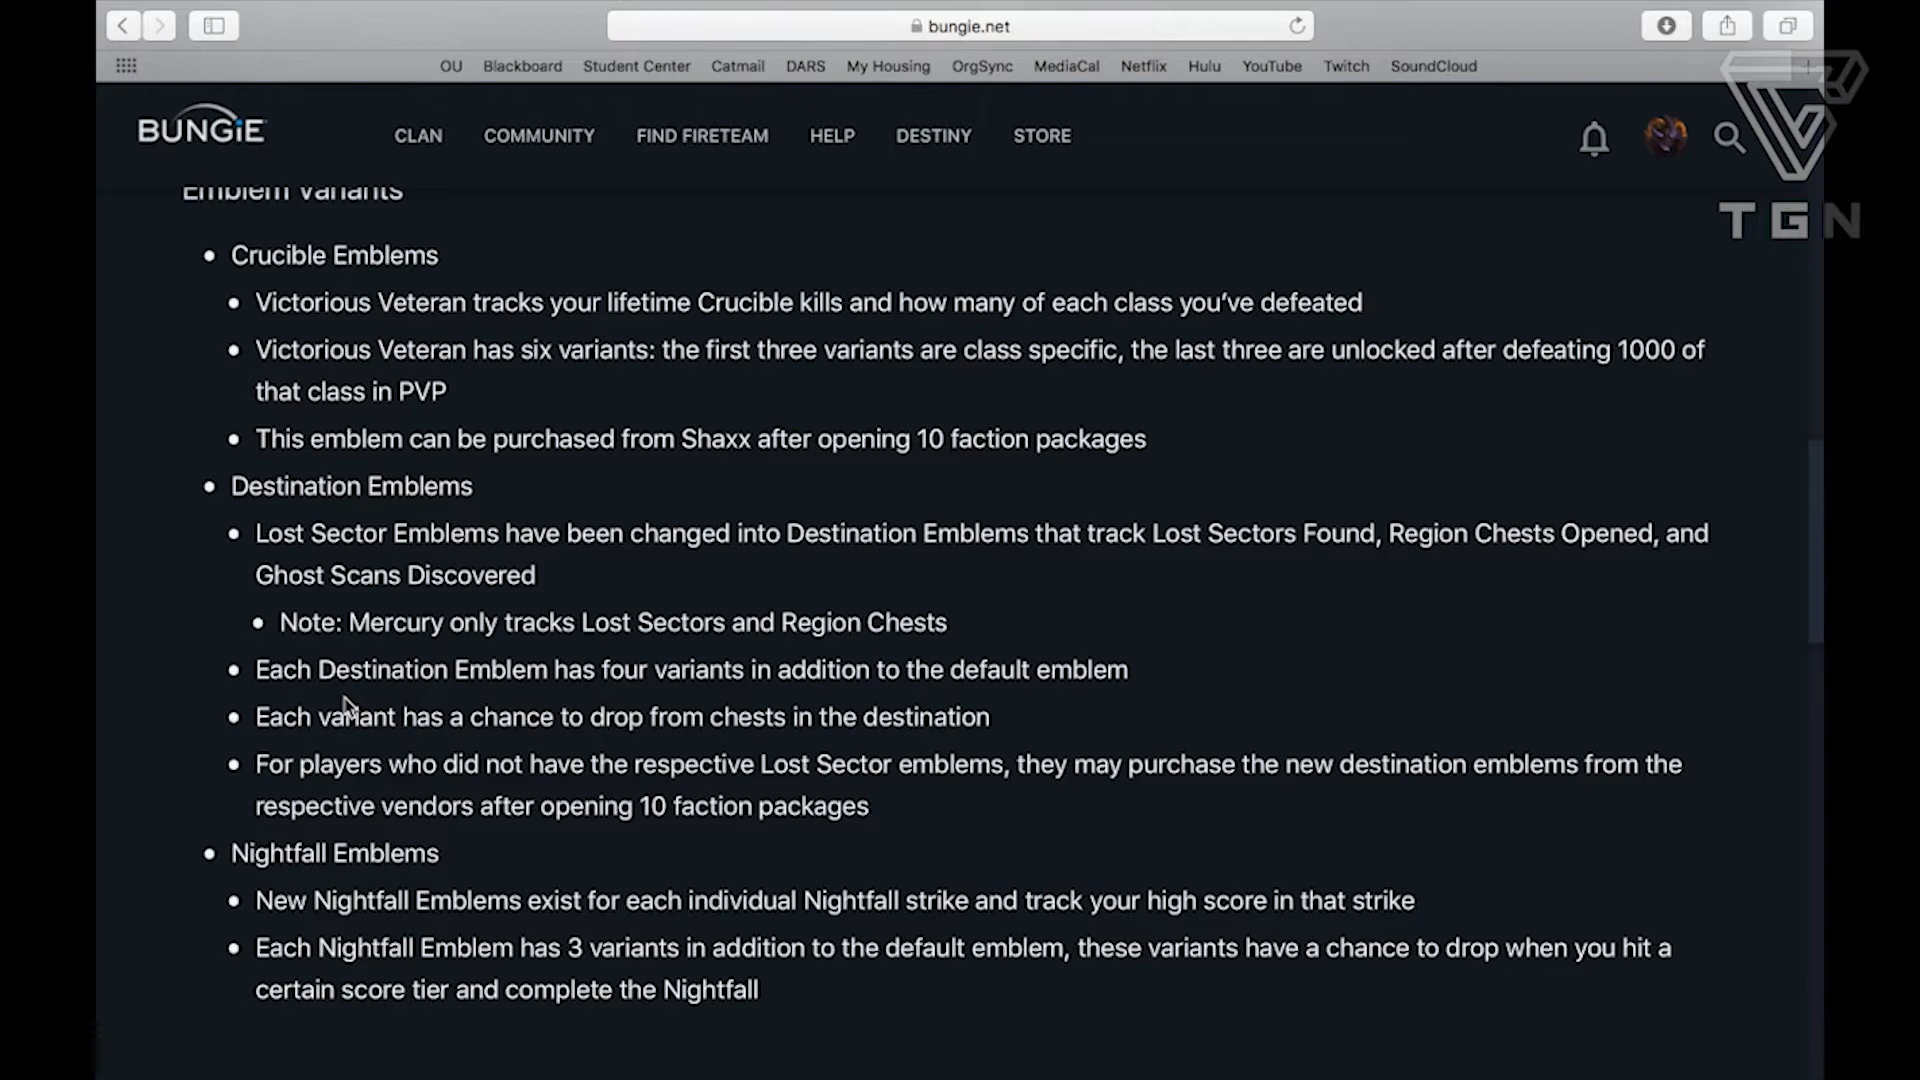 bungie.net
OU Blackboard Student Center Catmail DARS My Housing OrgSync MediaCal Netflix Hulu YouTube Twitch SoundCloud
BUNGiE CLAN COMMUNITY FIND FIRETEAM HELP DESTINY STORE
TGN
Emblem Variants
Crucible Emblems
Victorious Veteran tracks your lifetime Crucible kills and how many of each class you’ve defeated
Victorious Veteran has six variants: the first three variants are class specific, the last three are unlocked after defeating 1000 of
that class in PVP
This emblem can be purchased from Shaxx after opening 10 faction packages
Destination Emblems
Lost Sector Emblems have been changed into Destination Emblems that track Lost Sectors Found, Region Chests Opened, and
Ghost Scans Discovered
Note: Mercury only tracks Lost Sectors and Region Chests
Each Destination Emblem has four variants in addition to the default emblem
Each variant has a chance to drop from chests in the destination
For players who did not have the respective Lost Sector emblems, they may purchase the new destination emblems from the
respective vendors after opening 10 faction packages
Nightfall Emblems
New Nightfall Emblems exist for each individual Nightfall strike and track your high score in that strike
Each Nightfall Emblem has 3 variants in addition to the default emblem, these variants have a chance to drop when you hit a
certain score tier and complete the Nightfall